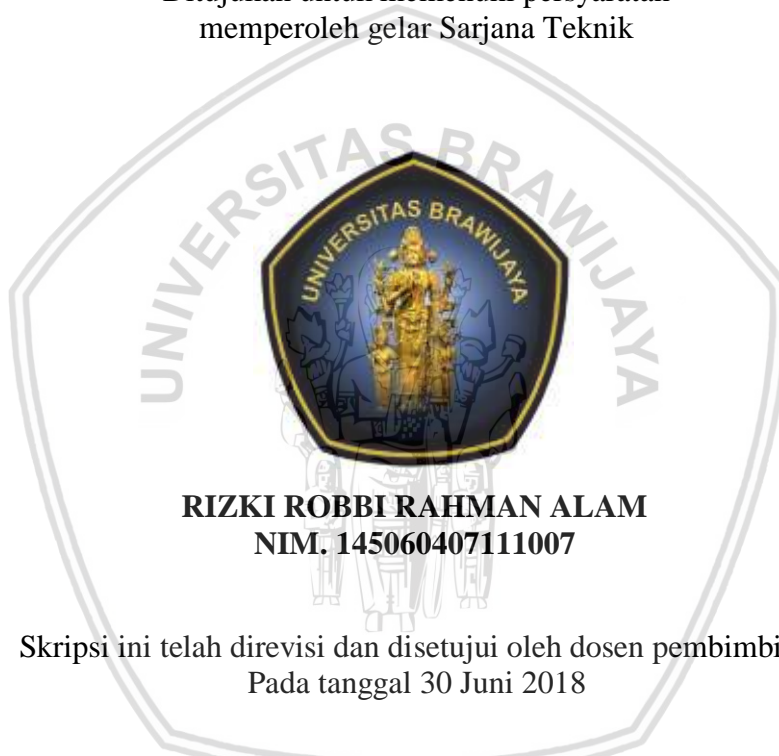 memperoleh gelar Sarjana Teknik
UNIVERSITAS BRAWIJAYA
UNIVERSITAS BRAWIJAYA
RIZKI ROBBI RAHMAN ALAM
NIM. 145060407111007
Skripsi ini telah direvisi dan disetujui oleh dosen
Pada tanggal 30 Juni 2018